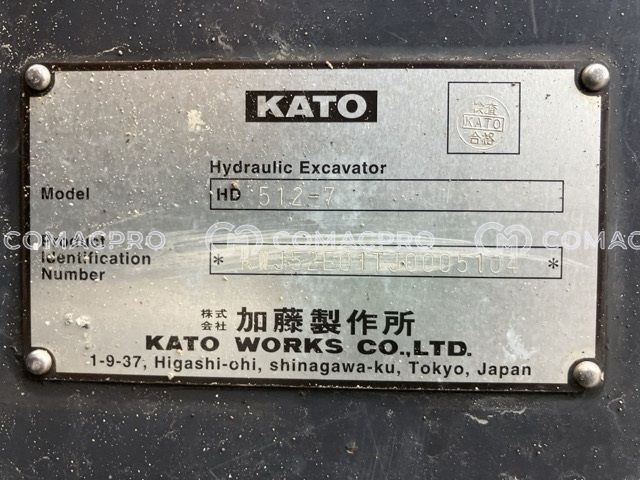 KATO
検査
KATO
合格
Hydraulic Excavator
Model HD 512-7
COMACPRO COMACPRO COMACPRO
Product
Identification
Number
株式
会社 加藤製作所
KATO WORKS CO.,LTD.
1-9-37, Higashi-ohi, shinagawa-ku, Tokyo, Japan